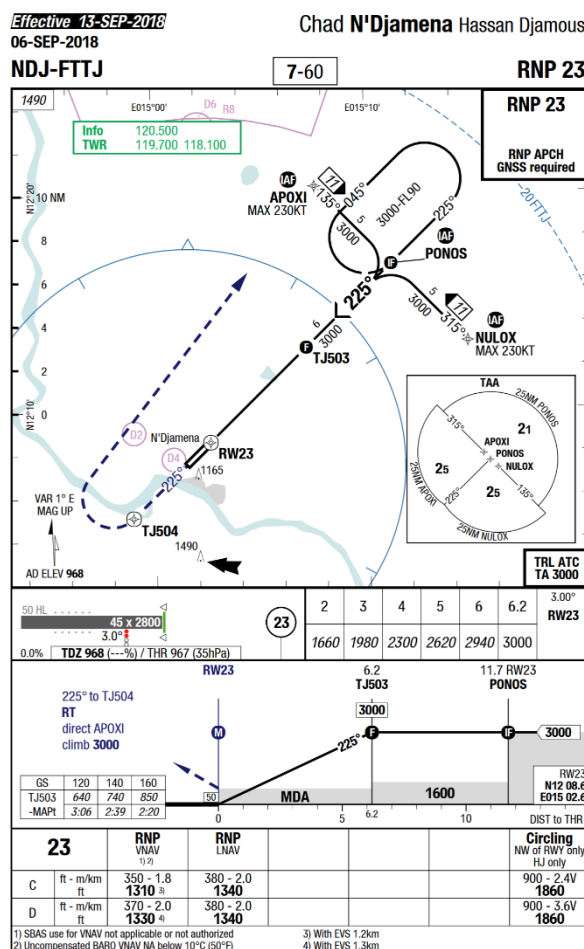 Effective 13-SEP-2018
06-SEP-2018
Chad N'Djamena Hassan Djamous
NDJ-FTTJ
7-60
RNP 23
1490
E015°00'
E015°10'
D6
R8
Info 120.500
TWR 119.700 118.100
RNP 23
RNP APCH
GNSS required
20 FTTJ
IAF
APOXI
MAX 230KT
11
135°
045°
3000-FL90
225°
5
3000
IAF
IF
PONOS
N12°20'
10 NM
8
6
4
2
0
N12°10'
225°
5
3000
11
315°
IAF
NULOX
MAX 230KT
6
3000
F
TJ503
D2
N'Djamena
D4
RW23
225°
1165
TJ504
1490
VAR 1° E
MAG UP
AD ELEV 968
TAA
25NM PONOS
315°
21
APOXI
PONOS
NULOX
25
25
225°
135°
25NM APOXI
25NM NULOX
TRL ATC
TA 3000
50 HL
45 x 2800
3.0°
0.0% TDZ 968 (---%) / THR 967 (35hPa)
23
2 3 4 5 6 6.2 3.00°
RW23
1660 1980 2300 2620 2940 3000
RW23
6.2
TJ503
11.7 RW23
PONOS
225° to TJ504
RT
direct APOXI
climb 3000
3000
M
F
IF
3000
225°
GS 120 140 160
TJ503 640 740 850
-MAPt 3:06 2:39 2:20
50
MDA
1600
RW23
N12 08.6
E015 02.6
0 5 6.2 10 DIST to THR
23
RNP
VNAV
1) 2)
RNP
LNAV
Circling
NW of RWY only
HJ only
C ft - m/km 350 - 1.8 380 - 2.0 900 - 2.4V
ft 1310 3) 1340 1860
D ft - m/km 370 - 2.0 380 - 2.0 900 - 3.6V
ft 1330 4) 1340 1860
1) SBAS use for VNAV not applicable or not authorized 3) With EVS 1.2km
2) Uncompensated BARO VNAV NA below 10°C (50°F) 4) With EVS 1.3km